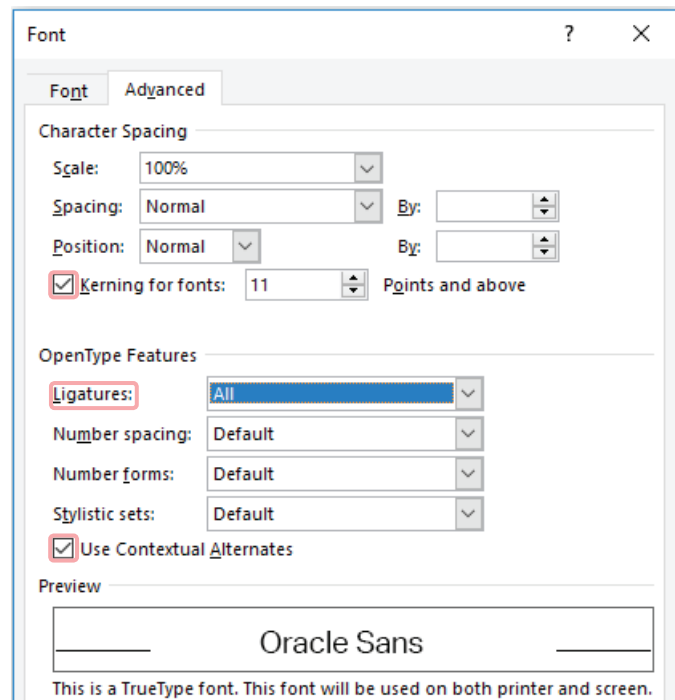 Font ?
Font Advanced
Character Spacing
Scale: 100%
Spacing: Normal By:
Position: Normal By:
Kerning for fonts: 11 Points and above
OpenType Features
Ligatures: All
Number spacing: Default
Number forms: Default
Stylistic sets: Default
Use Contextual Alternates
Preview
Oracle Sans
This is a TrueType font. This font will be used on both printer and screen.